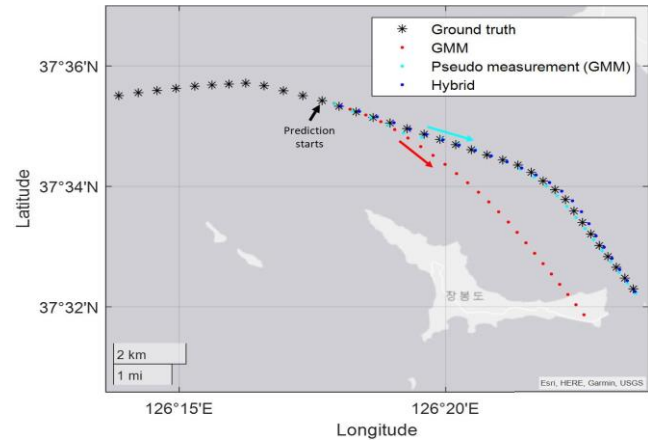 Ground truth
GMM
Pseudo measurement (GMM)
Hybrid
37°36'N
37°34'N
37°32'N
Latitude
Prediction
starts
장봉도
2 km
1 mi
Esri, HERE, Garmin, USGS
126°15'E
126°20'E
Longitude